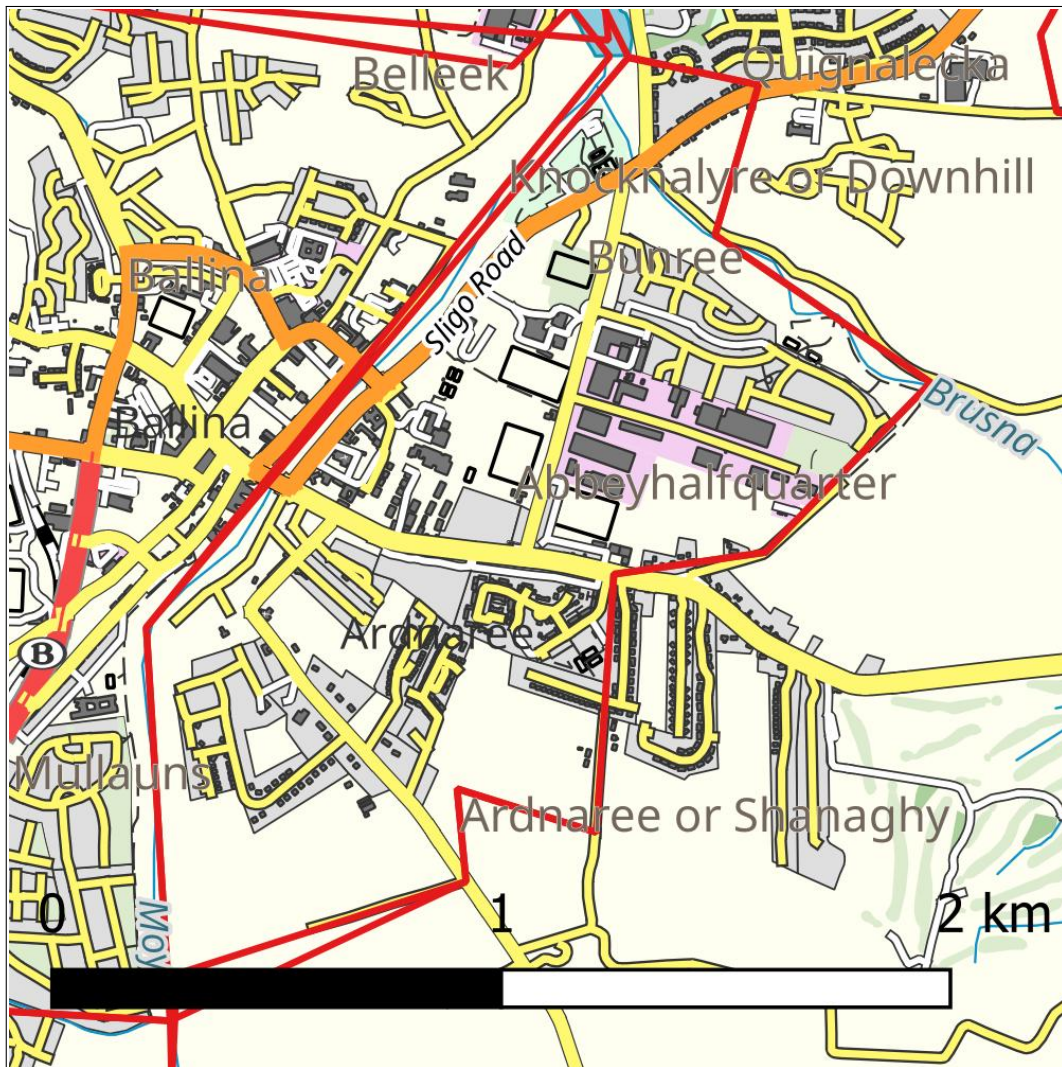 Belleek
Quignalecka
Knocknalyre or Downhill
Bunree
Ballina
Sligo Road
Brusna
Ballina
Abbeyhalfquarter
Ardnaree
B
Mullauns
Ardnaree or Shanaghy
Moy
0 1 2 km